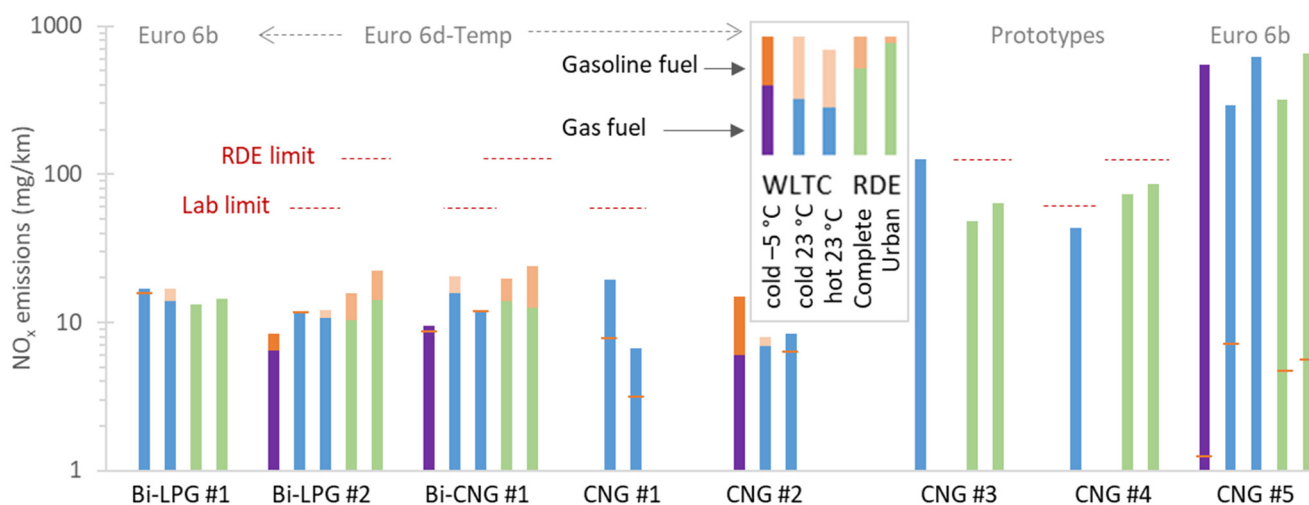 1000
100
10
1
NOx emissions (mg/km)
Euro 6b
Euro 6d-Temp
Prototypes
Euro 6b
Gasoline fuel
Gas fuel
RDE limit
Lab limit
WLTC RDE
cold −5 °C
cold 23 °C
hot 23 °C
Complete
Urban
Bi-LPG #1
Bi-LPG #2
Bi-CNG #1
CNG #1
CNG #2
CNG #3
CNG #4
CNG #5